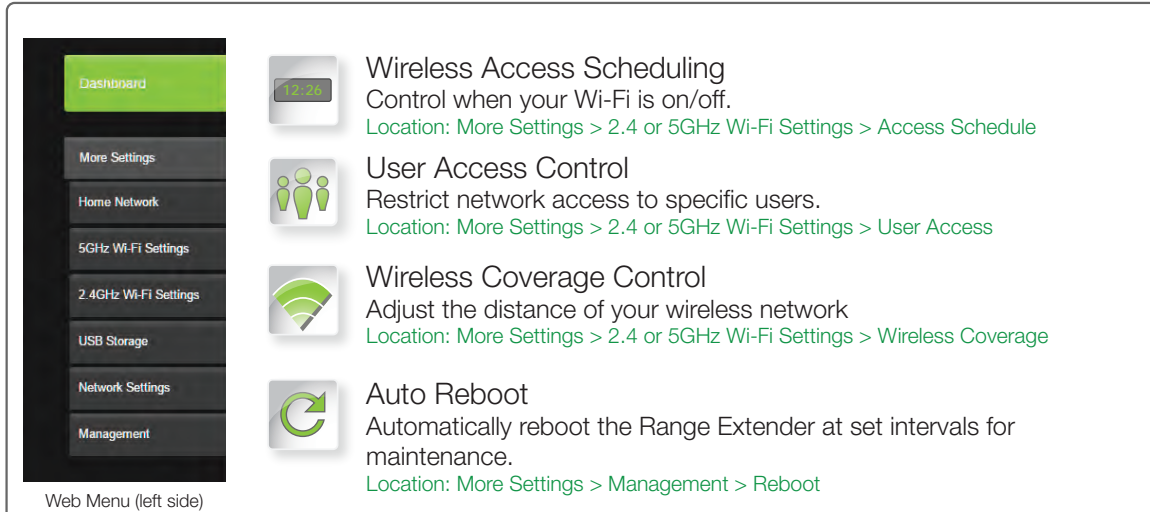 Dashboard
More Settings
Home Network
5GHz Wi-Fi Settings
2.4GHz Wi-Fi Settings
USB Storage
Network Settings
Management
Web Menu (left side)
12:26
Wireless Access Scheduling
Control when your Wi-Fi is on/off.
Location: More Settings > 2.4 or 5GHz Wi-Fi Settings > Access Schedule
User Access Control
Restrict network access to specific users.
Location: More Settings > 2.4 or 5GHz Wi-Fi Settings > User Access
Wireless Coverage Control
Adjust the distance of your wireless network
Location: More Settings > 2.4 or 5GHz Wi-Fi Settings > Wireless Coverage
Auto Reboot
Automatically reboot the Range Extender at set intervals for
maintenance.
Location: More Settings > Management > Reboot